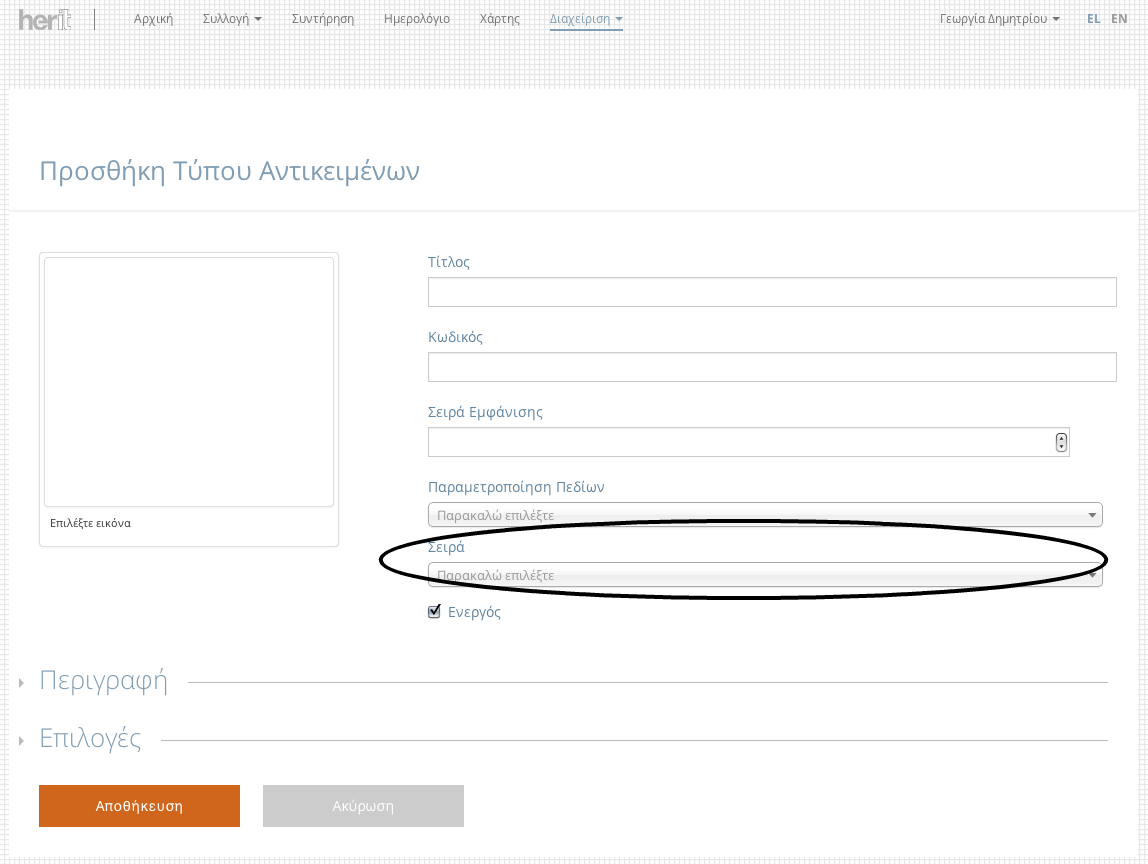 herit Αρχική Συλλογή Συντήρηση Ημερολόγιο Χάρτης Διαχείριση Γεωργία Δημητρίου EL EN
Προσθήκη Τύπου Αντικειμένων
Τίτλος
Κωδικός
Σειρά Εμφάνισης
Παραμετροποίηση Πεδίων
Παρακαλώ επιλέξτε
Επιλέξτε εικόνα
Σειρά
Παρακαλώ επιλέξτε
Ενεργός
Περιγραφή
Επιλογές
Αποθήκευση Ακύρωση